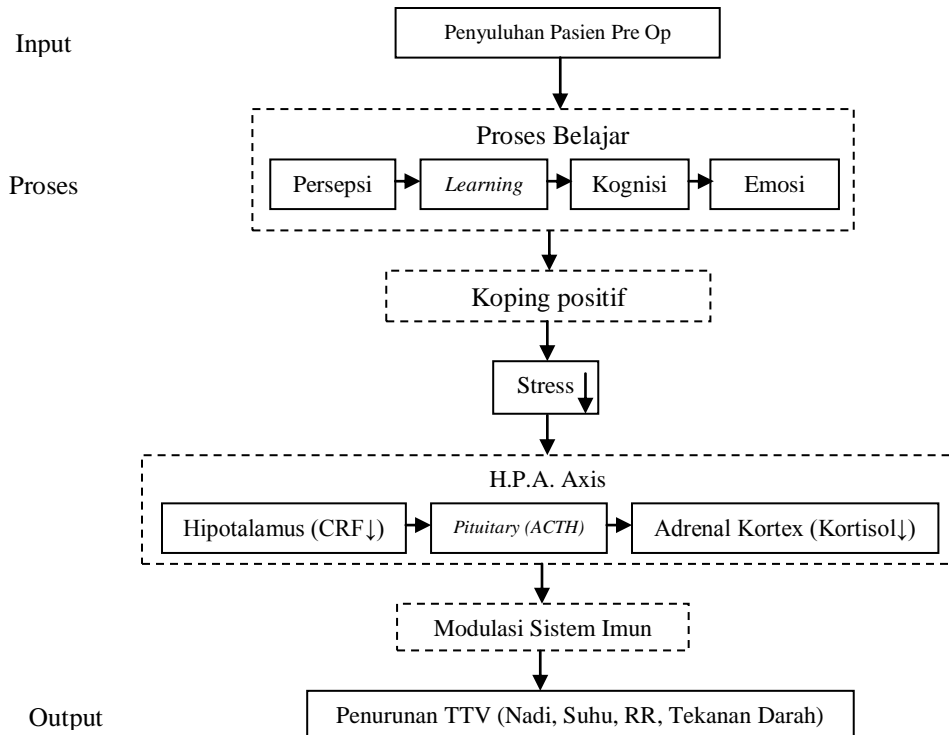 Input
Penyuluhan Pasien Pre Op
Proses
Proses Belajar
Persepsi
Learning
Kognisi
Emosi
Koping positif
Stress
H.P.A. Axis
Hipotalamus (CRF↓)
Pituitary (ACTH)
Adrenal Kortex (Kortisol↓)
Modulasi Sistem Imun
Output
Penurunan TTV (Nadi, Suhu, RR, Tekanan Darah)